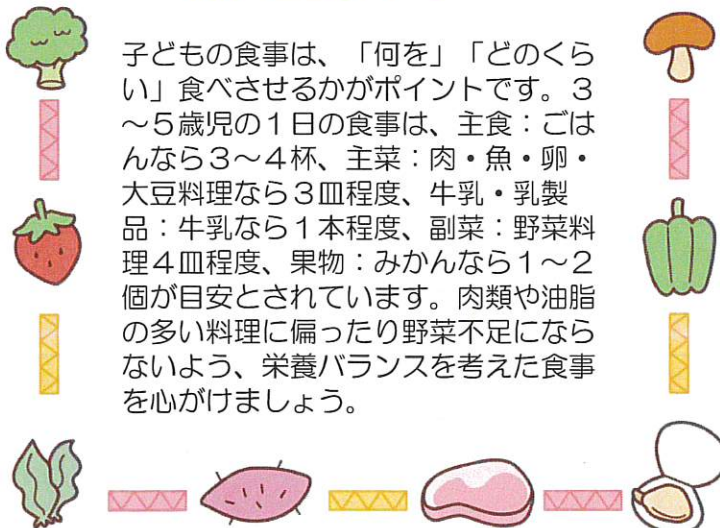 子どもの食事は、「何を」「どのくら
い」食べさせるかがポイントです。３
～５歳児の１日の食事は、主食：ごは
んなら３～４杯、主菜：肉・魚・卵・
大豆料理なら３皿程度、牛乳・乳製
品：牛乳なら１本程度、副菜：野菜料
理４皿程度、果物：みかんなら１～２
個が目安とされています。肉類や油脂
の多い料理に偏ったり野菜不足になら
ないよう、栄養バランスを考えた食事
を心がけましょう。